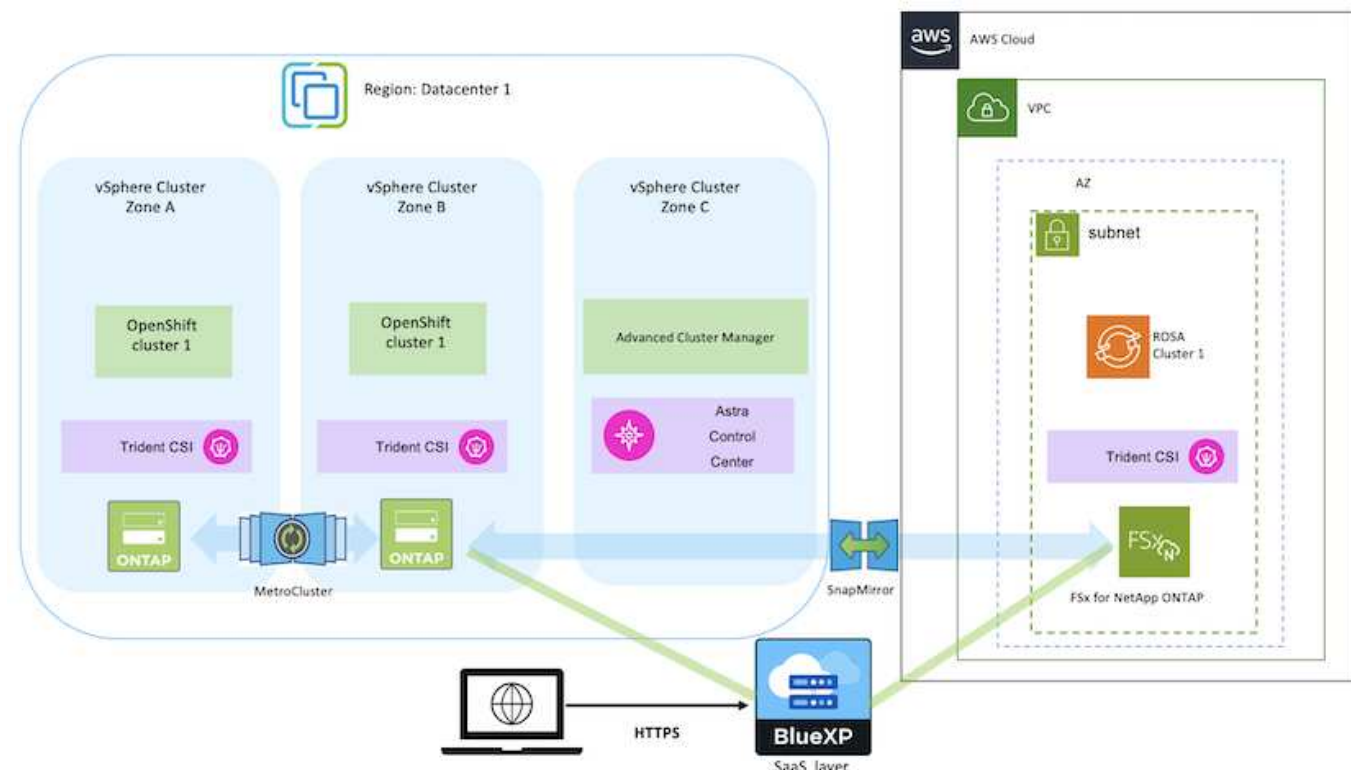 aws
AWS Cloud
Region: Datacenter 1
VPC
vSphere Cluster
Zone A
vSphere Cluster
Zone B
vSphere Cluster
Zone C
AZ
subnet
OpenShift
cluster 1
OpenShift
cluster 1
Advanced Cluster Manager
ROSA
Cluster 1
Astra
Control
Center
Trident CSI
Trident CSI
Trident CSI
ONTAP
ONTAP
MetroCluster
SnapMirror
FSx
N
FSx for NetApp ONTAP
HTTPS
BlueXP
SaaS layer